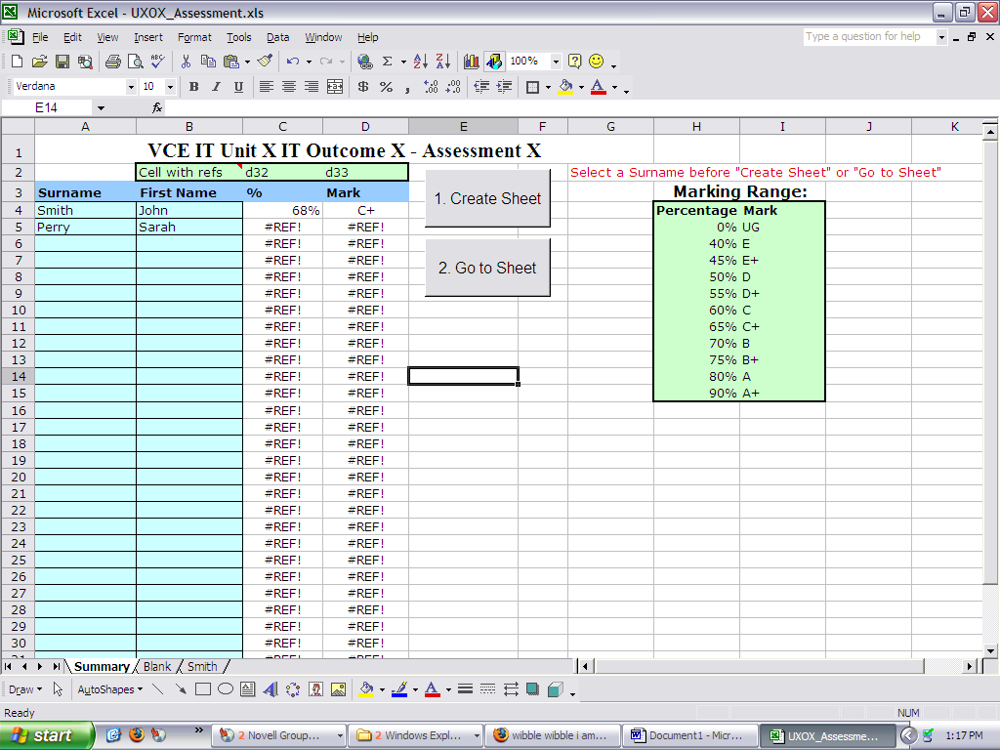 Microsoft Excel - UXOX_Assessment.xls
File Edit View Insert Format Tools Data Window Help Type a question for help
100%
Verdana 10 B I U $ % ,
E14 fx
A B C D E F G H I J K
1 VCE IT Unit X IT Outcome X - Assessment X
2 Cell with refs d32 d33 Select a Surname before "Create Sheet" or "Go to Sheet"
3 Surname First Name % Mark Marking Range:
1. Create Sheet
4 Smith John 68% C+ Percentage Mark
5 Perry Sarah #REF! #REF! 0% UG
6 #REF! #REF! 40% E
7 #REF! #REF! 45% E+
2. Go to Sheet
8 #REF! #REF! 50% D
9 #REF! #REF! 55% D+
10 #REF! #REF! 60% C
11 #REF! #REF! 65% C+
12 #REF! #REF! 70% B
13 #REF! #REF! 75% B+
14 #REF! #REF! 80% A
15 #REF! #REF! 90% A+
16 #REF! #REF!
17 #REF! #REF!
18 #REF! #REF!
19 #REF! #REF!
20 #REF! #REF!
21 #REF! #REF!
22 #REF! #REF!
23 #REF! #REF!
24 #REF! #REF!
25 #REF! #REF!
26 #REF! #REF!
27 #REF! #REF!
28 #REF! #REF!
29 #REF! #REF!
30 #REF! #REF!
Summary Blank Smith
Draw AutoShapes
Ready NUM
start 2 Novell Group... 2 Windows Expl... wibble wibble i am... Document1 - Micr... UXOX_Assessme... 1:17 PM